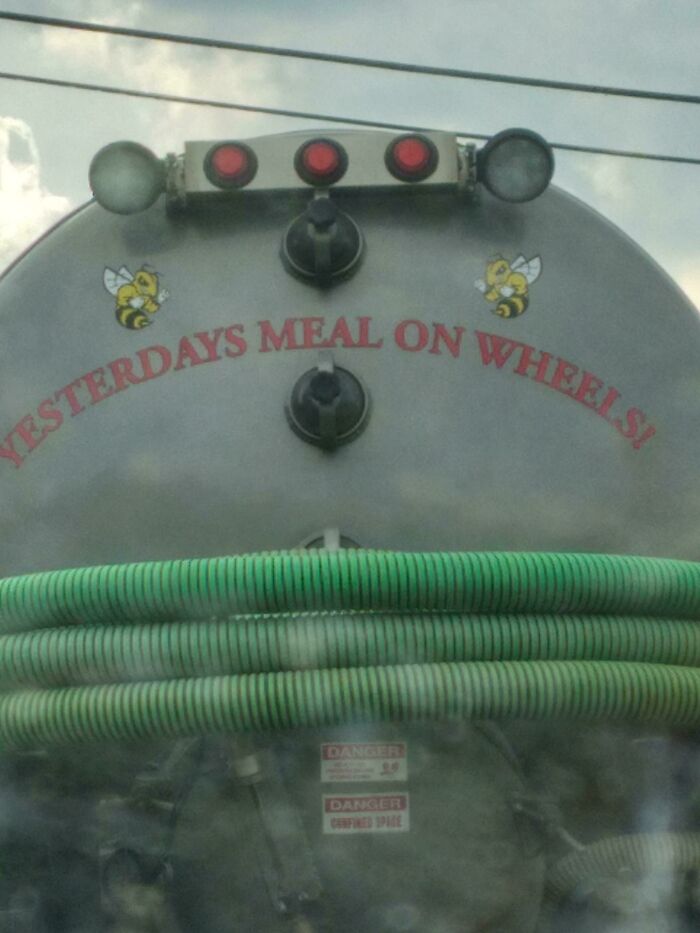 YESTERDAYS MEAL ON WHEELS!
DANGER
DANGER
CONFINED SPACE